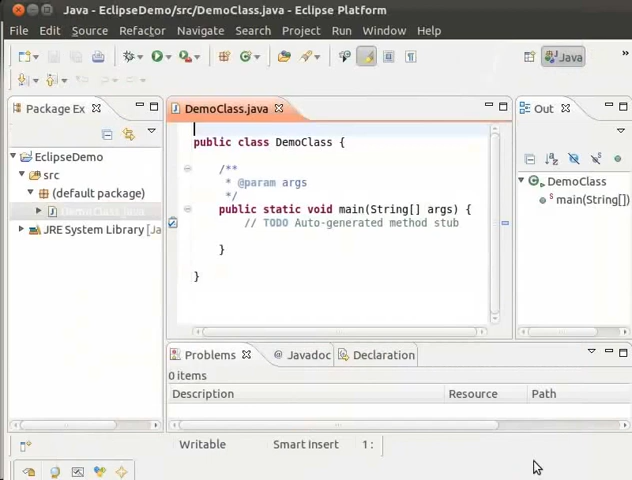 Java - EclipseDemo/src/DemoClass.java - Eclipse Platform
File Edit Source Refactor Navigate Search Project Run Window Help
Java
Package Ex
DemoClass.java
Out
EclipseDemo
src
(default package)
DemoClass.java
JRE System Library [Ja
public class DemoClass {
/**
* @param args
*/
public static void main(String[] args) {
// TODO Auto-generated method stub
}
}
DemoClass
main(String[])
Problems
@ Javadoc
Declaration
0 items
Description Resource Path
Writable Smart Insert 1 :